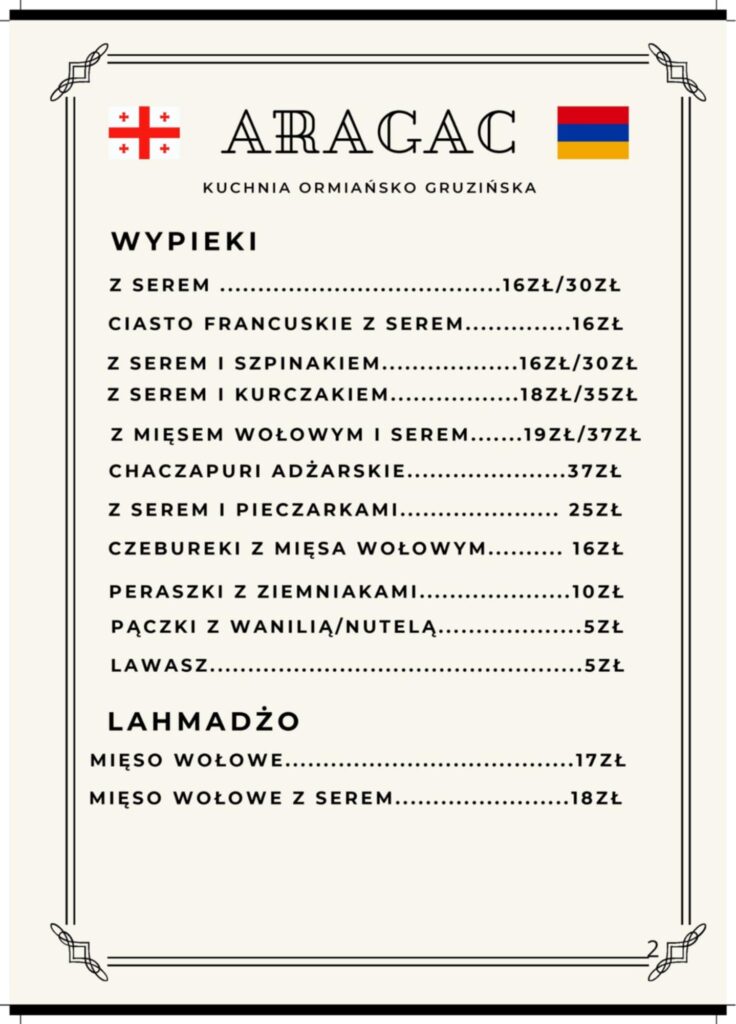 ARAGAC
KUCHNIA ORMIAŃSKO GRUZIŃSKA
WYPIEKI
Z SEREM .....................................16ZŁ/30ZŁ
CIASTO FRANCUSKIE Z SEREM..............16ZŁ
Z SEREM I SZPINAKIEM..................16ZŁ/30ZŁ
Z SEREM I KURCZAKIEM.................18ZŁ/35ZŁ
Z MIĘSEM WOŁOWYM I SEREM.......19ZŁ/37ZŁ
CHACZAPURI ADŻARSKIE.....................37ZŁ
Z SEREM I PIECZARKAMI..................... 25ZŁ
CZEBUREKI Z MIĘSA WOŁOWYM.......... 16ZŁ
PERASZKI Z ZIEMNIAKAMI....................10ZŁ
PĄCZKI Z WANILIĄ/NUTELĄ...................5ZŁ
LAWASZ.................................................5ZŁ
LAHMADŻO
MIĘSO WOŁOWE......................................17ZŁ
MIĘSO WOŁOWE Z SEREM.......................18ZŁ
2